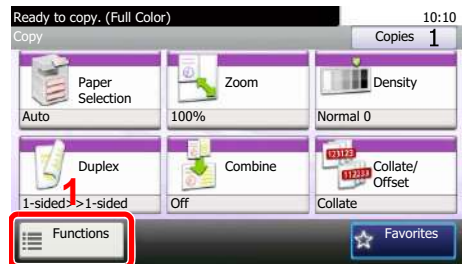 Ready to copy. (Full Color) 10:10
Copy Copies 1
Paper Selection
Zoom
Density
Auto
100%
Normal 0
Duplex
Combine
Collate/ Offset
1-sided>>1-sided
Off
Collate
1
Functions
Favorites